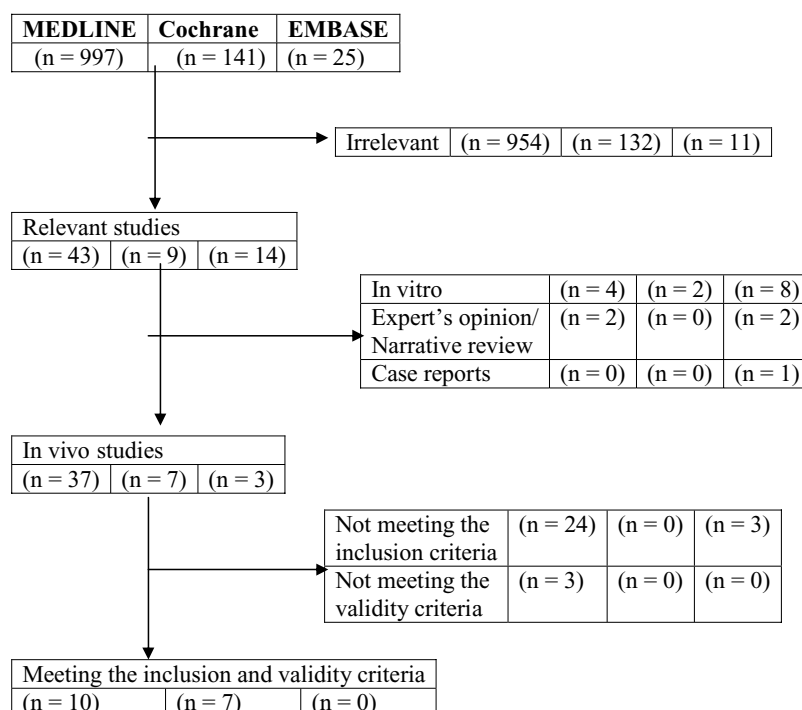 MEDLINE Cochrane EMBASE
(n = 997) (n = 141) (n = 25)
Irrelevant (n = 954) (n = 132) (n = 11)
Relevant studies
(n = 43) (n = 9) (n = 14)
In vitro (n = 4) (n = 2) (n = 8)
Expert's opinion/ (n = 2) (n = 0) (n = 2)
Narrative review
Case reports (n = 0) (n = 0) (n = 1)
In vivo studies
(n = 37) (n = 7) (n = 3)
Not meeting the (n = 24) (n = 0) (n = 3)
inclusion criteria
Not meeting the (n = 3) (n = 0) (n = 0)
validity criteria
Meeting the inclusion and validity criteria
(n = 10) (n = 7) (n = 0)